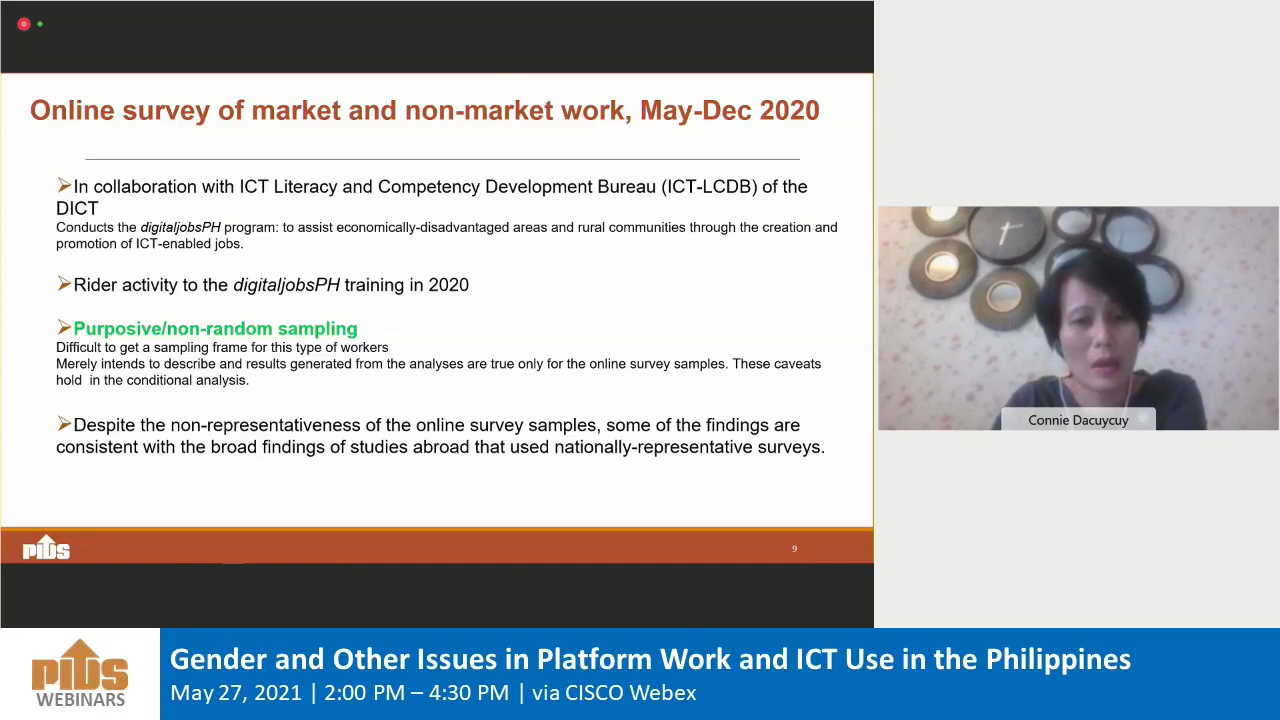 Online survey of market and non-market work, May-Dec 2020
➢In collaboration with ICT Literacy and Competency Development Bureau (ICT-LCDB) of the
DICT
Conducts the digitaljobsPH program: to assist economically-disadvantaged areas and rural communities through the creation and
promotion of ICT-enabled jobs.
➢Rider activity to the digitaljobsPH training in 2020
➢Purposive/non-random sampling
Difficult to get a sampling frame for this type of workers
Merely intends to describe and results generated from the analyses are true only for the online survey samples. These caveats
hold in the conditional analysis.
➢Despite the non-representativeness of the online survey samples, some of the findings are
consistent with the broad findings of studies abroad that used nationally-representative surveys.
PIDS
9
Connie Dacuycuy
PIDS
WEBINARS
Gender and Other Issues in Platform Work and ICT Use in the Philippines
May 27, 2021 | 2:00 PM – 4:30 PM | via CISCO Webex